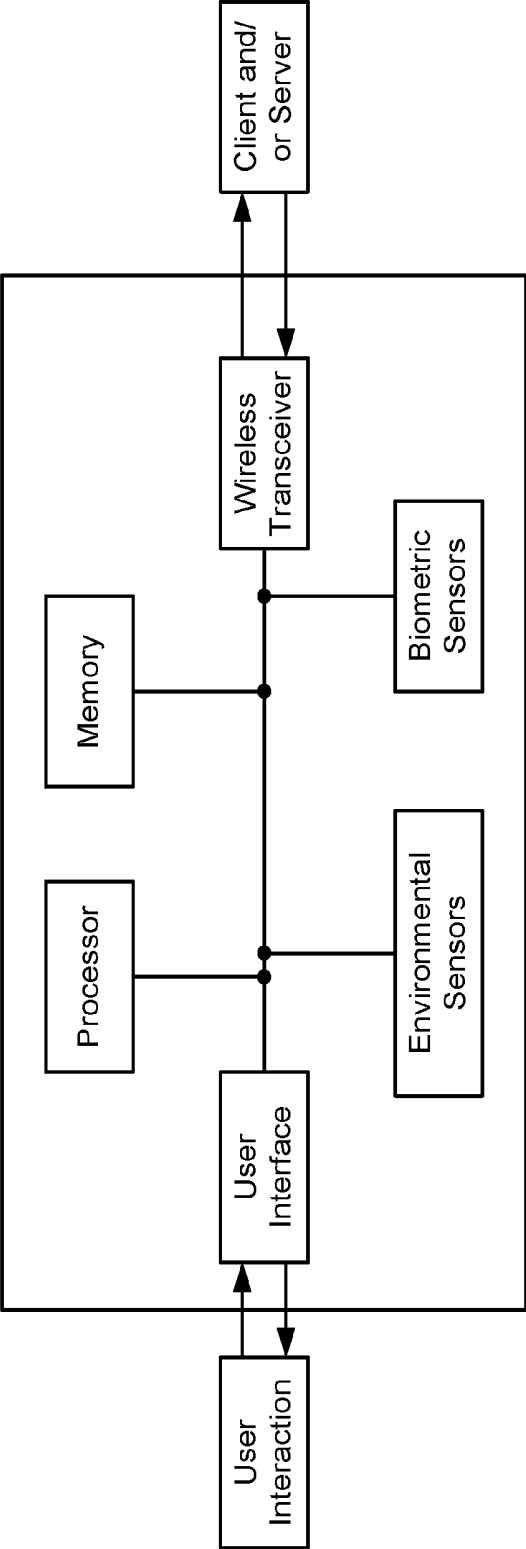 Processor
Memory
User
Interaction
User
Interface
Wireless
Transceiver
Client and/
or Server
Environmental
Sensors
Biometric
Sensors